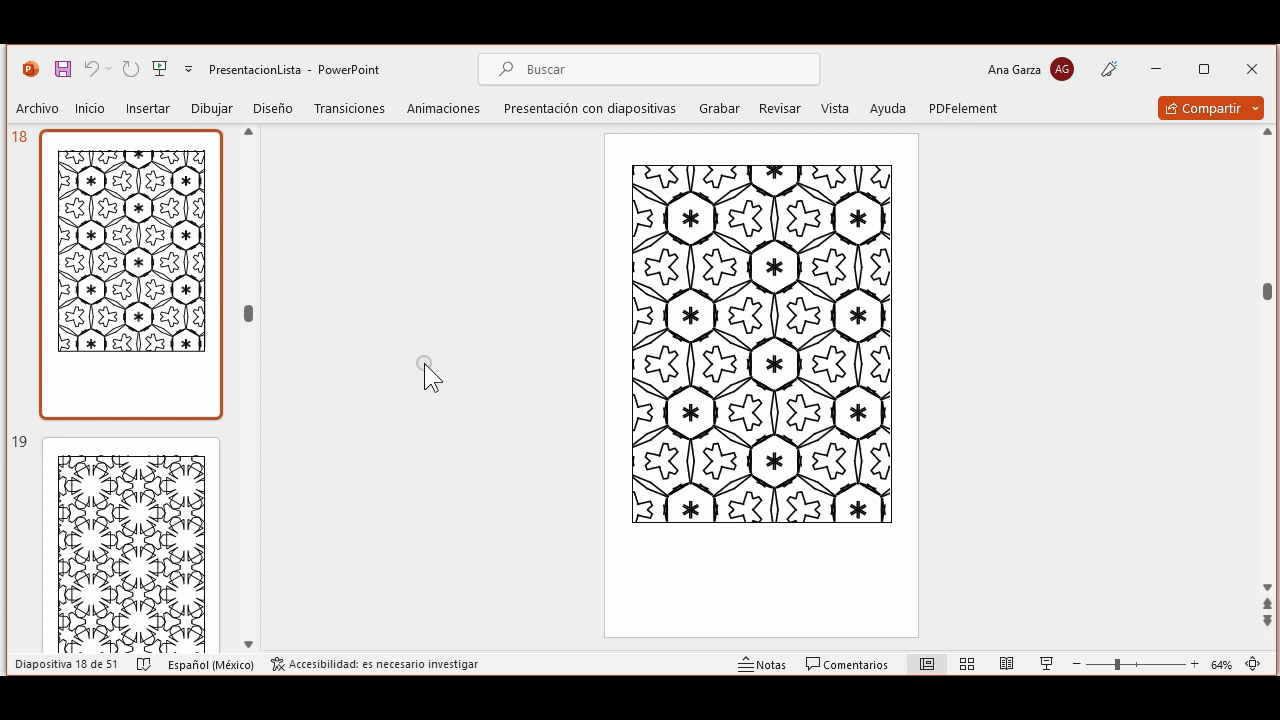 PresentacionLista - PowerPoint
Buscar
Ana Garza
AG
Archivo Inicio Insertar Dibujar Diseño Transiciones Animaciones Presentación con diapositivas Grabar Revisar Vista Ayuda PDFelement
Compartir
18
19
Diapositiva 18 de 51
Español (México)
Accesibilidad: es necesario investigar
Notas
Comentarios
64%